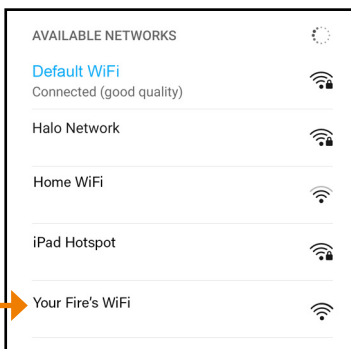 AVAILABLE NETWORKS
Default WiFi
Connected (good quality)
Halo Network
Home WiFi
iPad Hotspot
Your Fire's WiFi